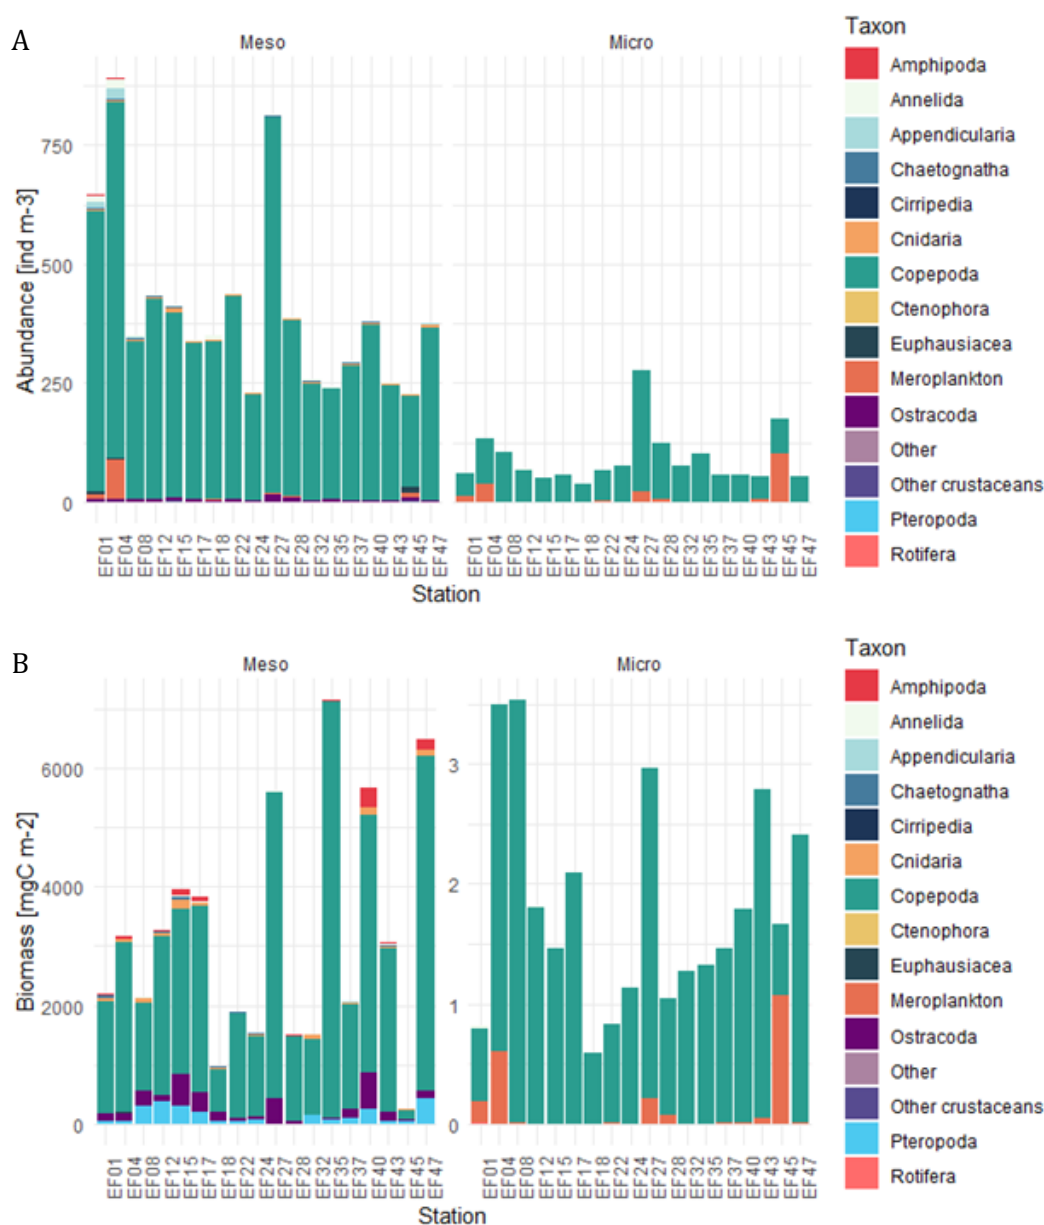 A
Meso
Micro
Abundance [ind m-3]
750
500
250
0
EF01
EF04
EF08
EF12
EF15
EF17
EF18
EF22
EF24
EF27
EF28
EF32
EF35
EF37
EF40
EF43
EF45
EF47
EF01
EF04
EF08
EF12
EF15
EF17
EF18
EF22
EF24
EF27
EF28
EF32
EF35
EF37
EF40
EF43
EF45
EF47
Station
Taxon
Amphipoda
Annelida
Appendicularia
Chaetognatha
Cirripedia
Cnidaria
Copepoda
Ctenophora
Euphausiacea
Meroplankton
Ostracoda
Other
Other crustaceans
Pteropoda
Rotifera
B
Meso
Micro
Biomass [mgC m-2]
6000
4000
2000
0
3
2
1
0
EF01
EF04
EF08
EF12
EF15
EF17
EF18
EF22
EF24
EF27
EF28
EF32
EF35
EF37
EF40
EF43
EF45
EF47
EF01
EF04
EF08
EF12
EF15
EF17
EF18
EF22
EF24
EF27
EF28
EF32
EF35
EF37
EF40
EF43
EF45
EF47
Station
Taxon
Amphipoda
Annelida
Appendicularia
Chaetognatha
Cirripedia
Cnidaria
Copepoda
Ctenophora
Euphausiacea
Meroplankton
Ostracoda
Other
Other crustaceans
Pteropoda
Rotifera